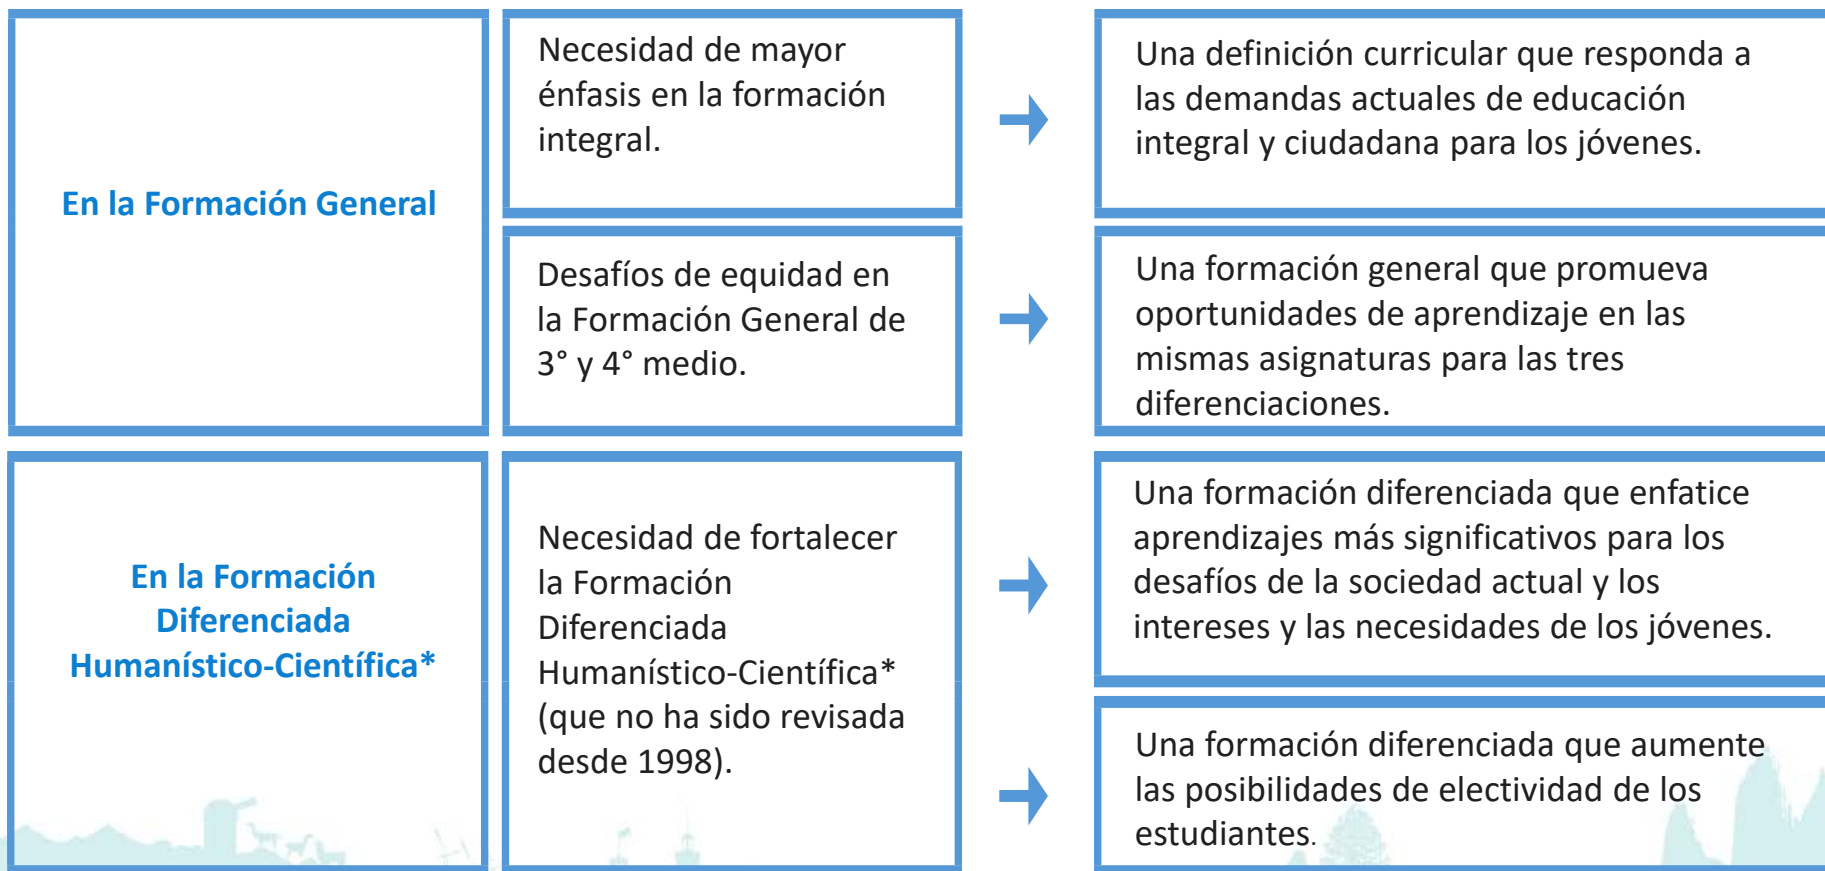 En la Formación General
Necesidad de mayor
énfasis en la formación
integral.
Una definición curricular que responda a
las demandas actuales de educación
integral y ciudadana para los jóvenes.
Desafíos de equidad en
la Formación General de
3° y 4° medio.
Una formación general que promueva
oportunidades de aprendizaje en las
mismas asignaturas para las tres
diferenciaciones.
En la Formación
Diferenciada
Humanístico-Científica*
Necesidad de fortalecer
la Formación
Diferenciada
Humanístico-Científica*
(que no ha sido revisada
desde 1998).
Una formación diferenciada que enfatice
aprendizajes más significativos para los
desafíos de la sociedad actual y los
intereses y las necesidades de los jóvenes.
Una formación diferenciada que aumente
las posibilidades de electividad de los
estudiantes.